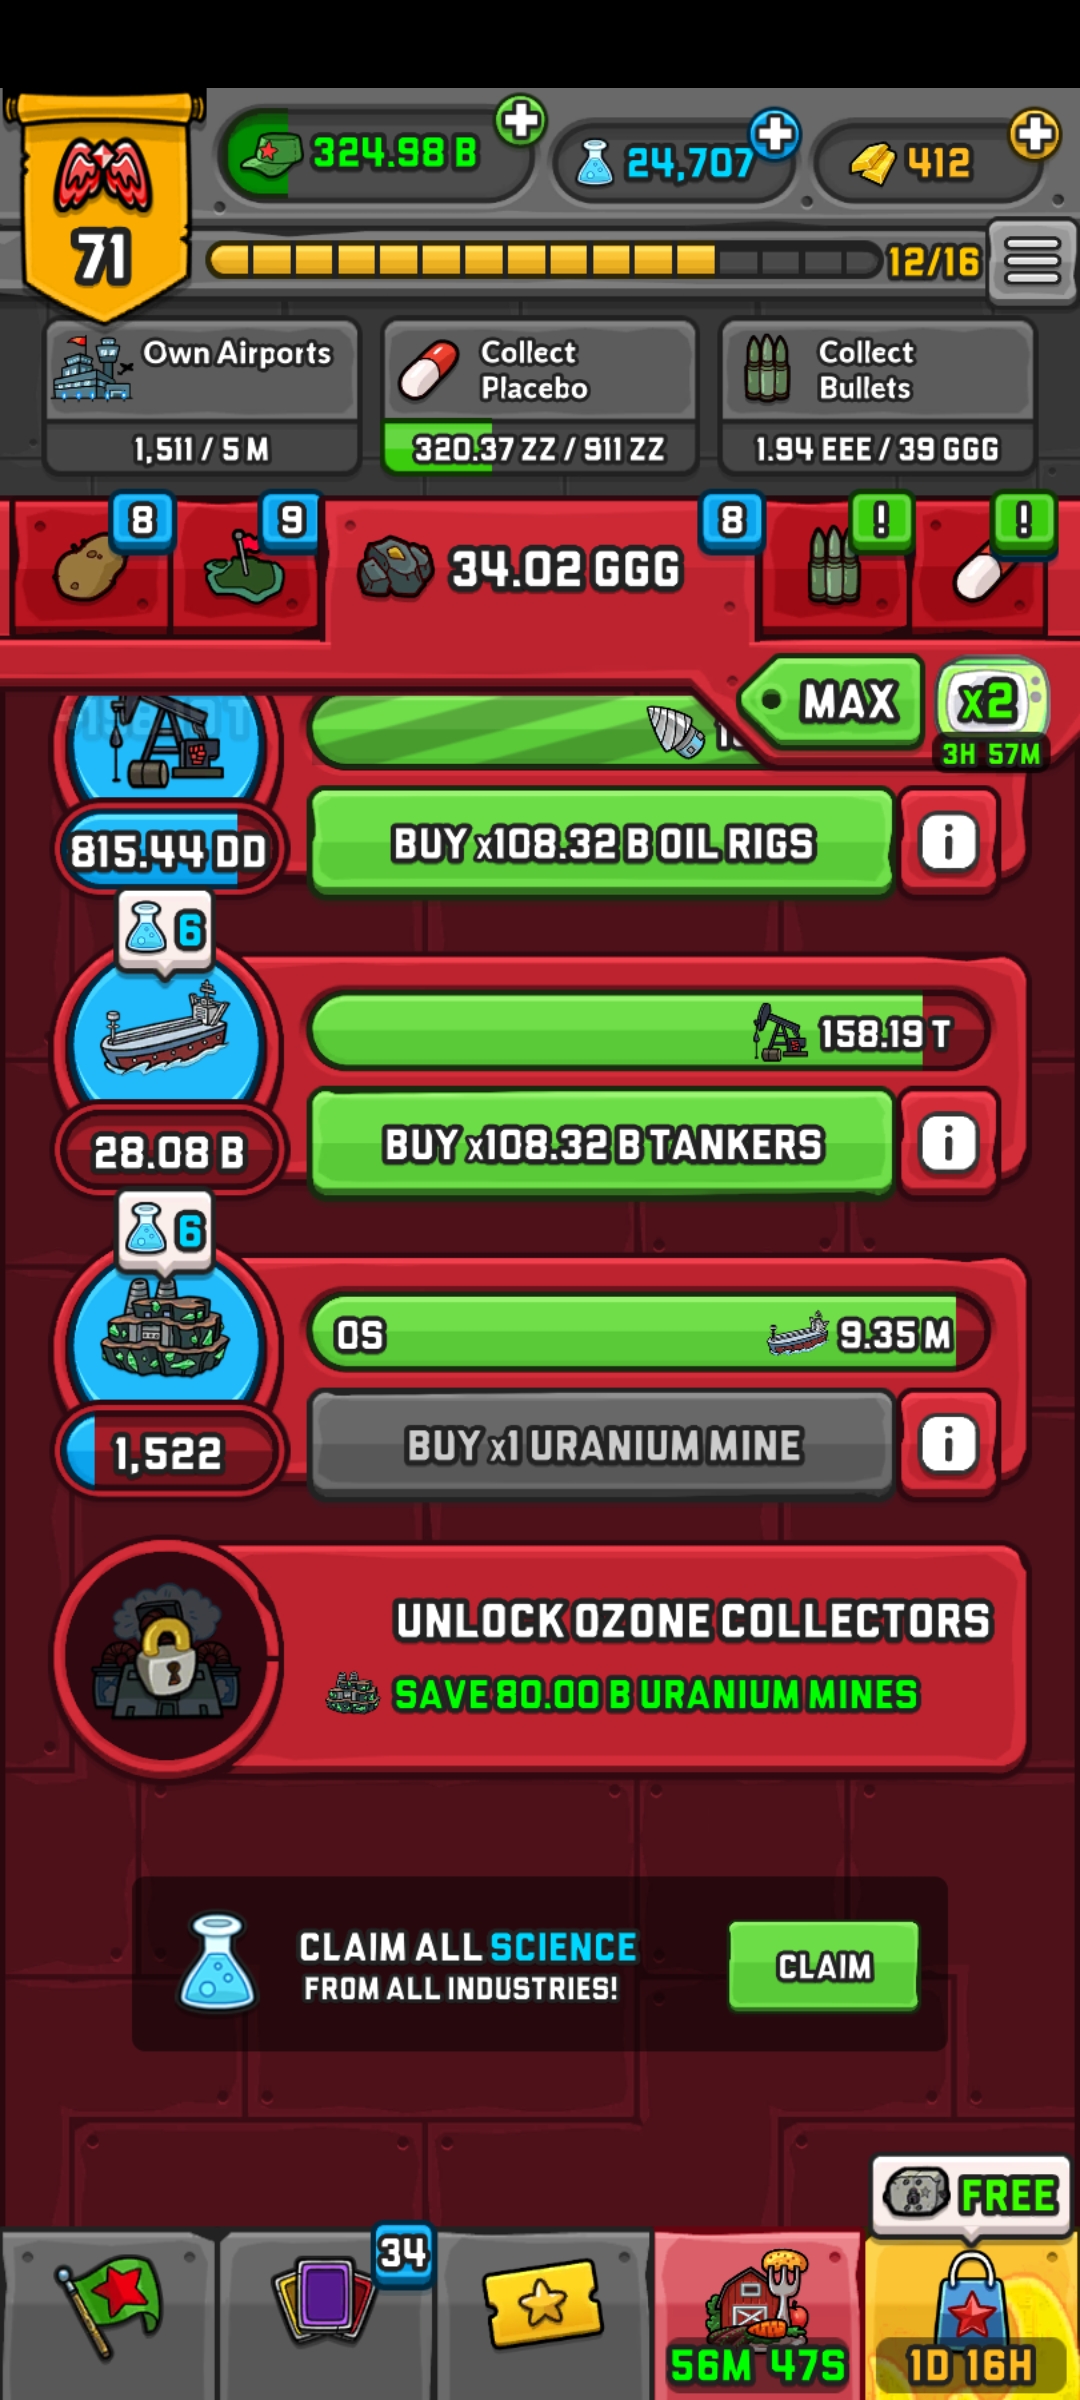 324.98 B
24,707
412
71
12/16
Own Airports
1,511 / 5 M
Collect
Placebo
320.37 ZZ / 911 ZZ
Collect
Bullets
1.94 EEE / 39 GGG
8
9
34.02 GGG
8
!
!
MAX
x2
3H 57M
815.44 DD
BUY x108.32 B OIL RIGS
i
6
158.19 T
28.08 B
BUY x108.32 B TANKERS
i
6
0S
9.35 M
1,522
BUY x1 URANIUM MINE
i
UNLOCK OZONE COLLECTORS
SAVE 80.00 B URANIUM MINES
CLAIM ALL SCIENCE
FROM ALL INDUSTRIES!
CLAIM
FREE
34
56M 47S
1D 16H